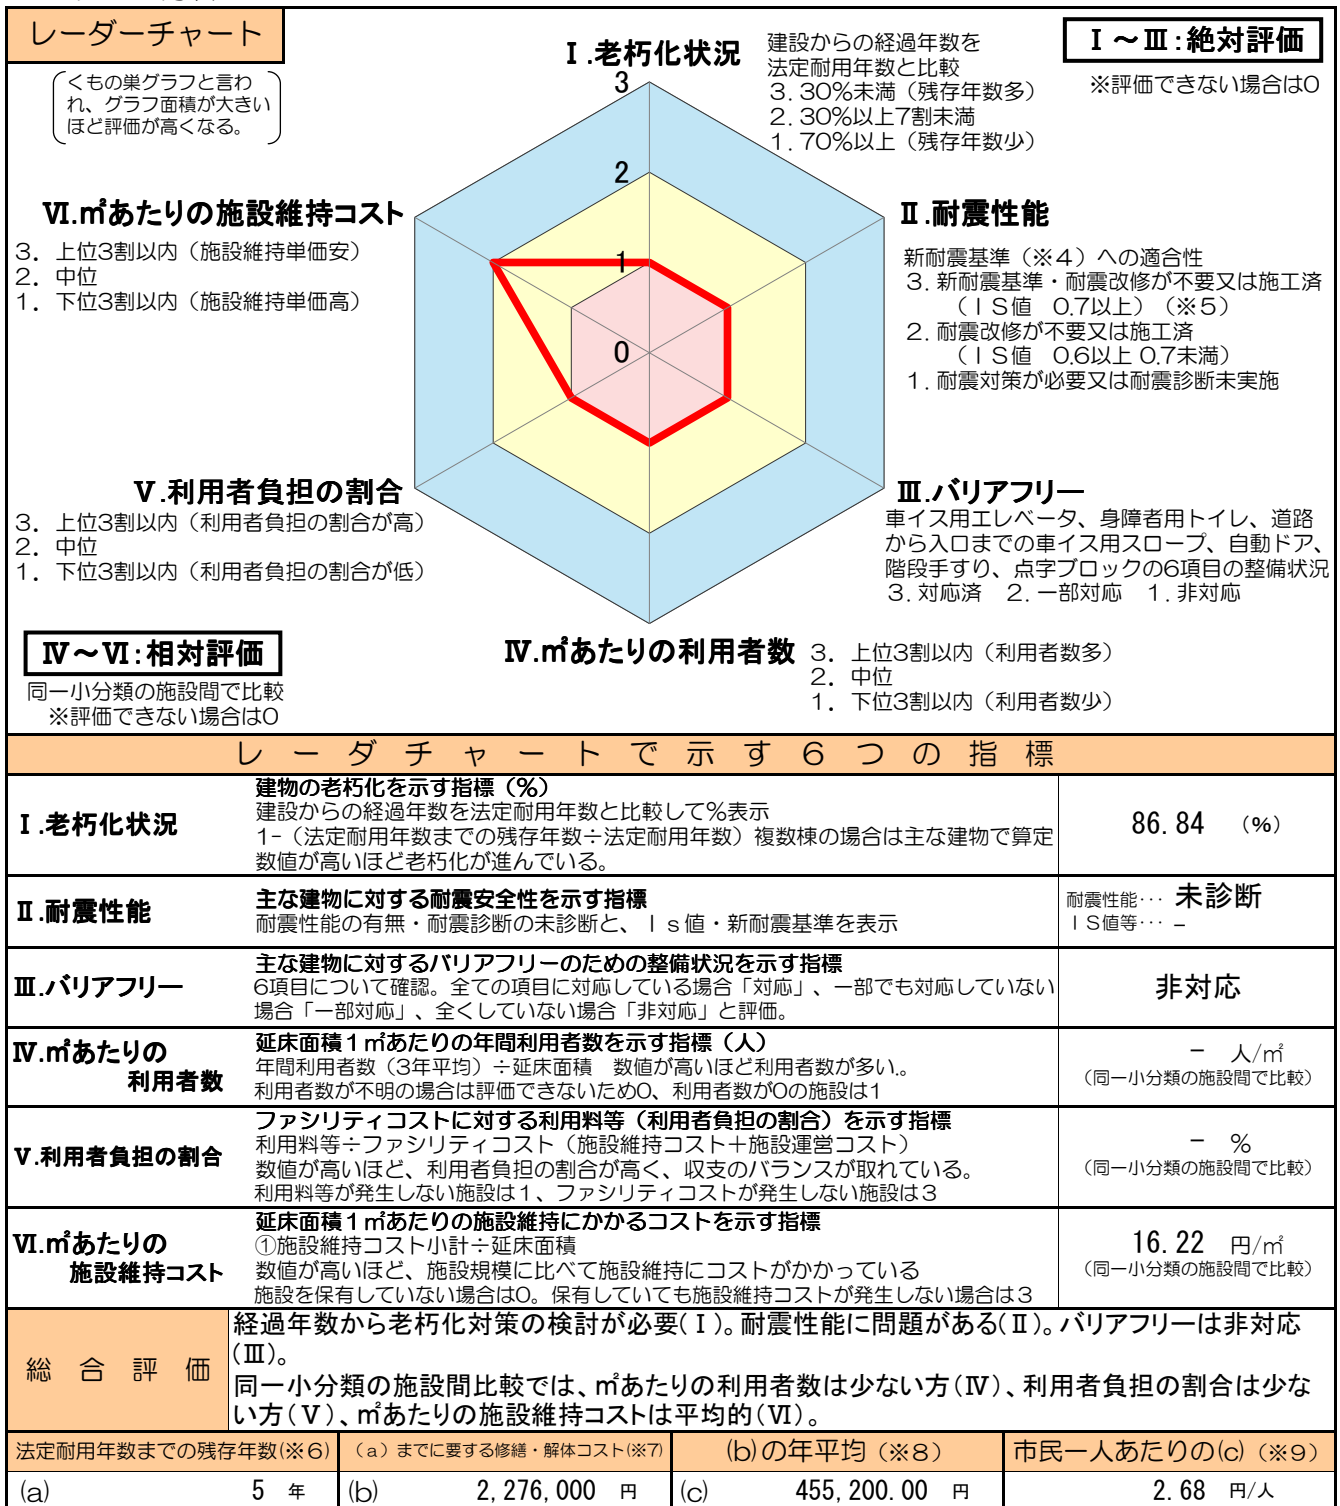 レーダーチャート
くもの巣グラフと言わ
れ、グラフ面積が大きい
ほど評価が高くなる。
Ⅰ.老朽化状況
建設からの経過年数を
法定耐用年数と比較
3.30%未満（残存年数多）
2.30%以上7割未満
1.70%以上（残存年数少）
Ⅰ～Ⅲ:絶対評価
※評価できない場合は0
3
2
1
0
Ⅵ.㎡あたりの施設維持コスト
3．上位3割以内（施設維持単価安）
2．中位
1．下位3割以内（施設維持単価高）
Ⅱ.耐震性能
新耐震基準（※4）への適合性
3.新耐震基準・耐震改修が不要又は施工済
（ＩＳ値　0.7以上）（※5）
2.耐震改修が不要又は施工済
（ＩＳ値　0.6以上 0.7未満）
1.耐震対策が必要又は耐震診断未実施
Ⅴ.利用者負担の割合
3．上位3割以内（利用者負担の割合が高）
2．中位
1．下位3割以内（利用者負担の割合が低）
Ⅲ.バリアフリー
車イス用エレベータ、身障者用トイレ、道路
から入口までの車イス用スロープ、自動ドア、
階段手すり、点字ブロックの6項目の整備状況
3.対応済　2.一部対応　1.非対応
Ⅳ～Ⅵ:相対評価
同一小分類の施設間で比較
※評価できない場合は0
Ⅳ.㎡あたりの利用者数
3．上位3割以内（利用者数多）
2．中位
1．下位3割以内（利用者数少）
レーダチャートで示す６つの指標
Ⅰ.老朽化状況
建物の老朽化を示す指標（％）
建設からの経過年数を法定耐用年数と比較して％表示
1-（法定耐用年数までの残存年数÷法定耐用年数）複数棟の場合は主な建物で算定
数値が高いほど老朽化が進んでいる。
86.84　（%）
Ⅱ.耐震性能
主な建物に対する耐震安全性を示す指標
耐震性能の有無・耐震診断の未診断と、Ｉｓ値・新耐震基準を表示
耐震性能… 未診断
ＩＳ値等… －
Ⅲ.バリアフリー
主な建物に対するバリアフリーのための整備状況を示す指標
6項目について確認。全ての項目に対応している場合「対応」、一部でも対応していない
場合「一部対応」、全くしていない場合「非対応」と評価。
非対応
Ⅳ.㎡あたりの
利用者数
延床面積１㎡あたりの年間利用者数を示す指標（人）
年間利用者数（3年平均）÷延床面積　数値が高いほど利用者数が多い。
利用者数が不明の場合は評価できないため0、利用者数が0の施設は1
－　人/㎡
（同一小分類の施設間で比較）
Ⅴ.利用者負担の割合
ファシリティコストに対する利用料等（利用者負担の割合）を示す指標
利用料等÷ファシリティコスト（施設維持コスト＋施設運営コスト）
数値が高いほど、利用者負担の割合が高く、収支のバランスが取れている。
利用料等が発生しない施設は１、ファシリティコストが発生しない施設は３
－　％
（同一小分類の施設間で比較）
Ⅵ.㎡あたりの
施設維持コスト
延床面積１㎡あたりの施設維持にかかるコストを示す指標
①施設維持コスト小計÷延床面積
数値が高いほど、施設規模に比べて施設維持にコストがかかっている
施設を保有していない場合は0。保有していても施設維持コストが発生しない場合は３
16.22　円/㎡
（同一小分類の施設間で比較）
総合評価
経過年数から老朽化対策の検討が必要(Ⅰ)。耐震性能に問題がある(Ⅱ)。バリアフリーは非対応
(Ⅲ)。
同一小分類の施設間比較では、㎡あたりの利用者数は少ない方(Ⅳ)、利用者負担の割合は少な
い方(Ⅴ)、㎡あたりの施設維持コストは平均的(Ⅵ)。
法定耐用年数までの残存年数(※6)
（a）までに要する修繕・解体コスト(※7)
(b)の年平均（※8）
市民一人あたりの(c)（※9）
(a)　5　年
(b)　2,276,000　円
(c)　455,200.00　円
2.68　円/人